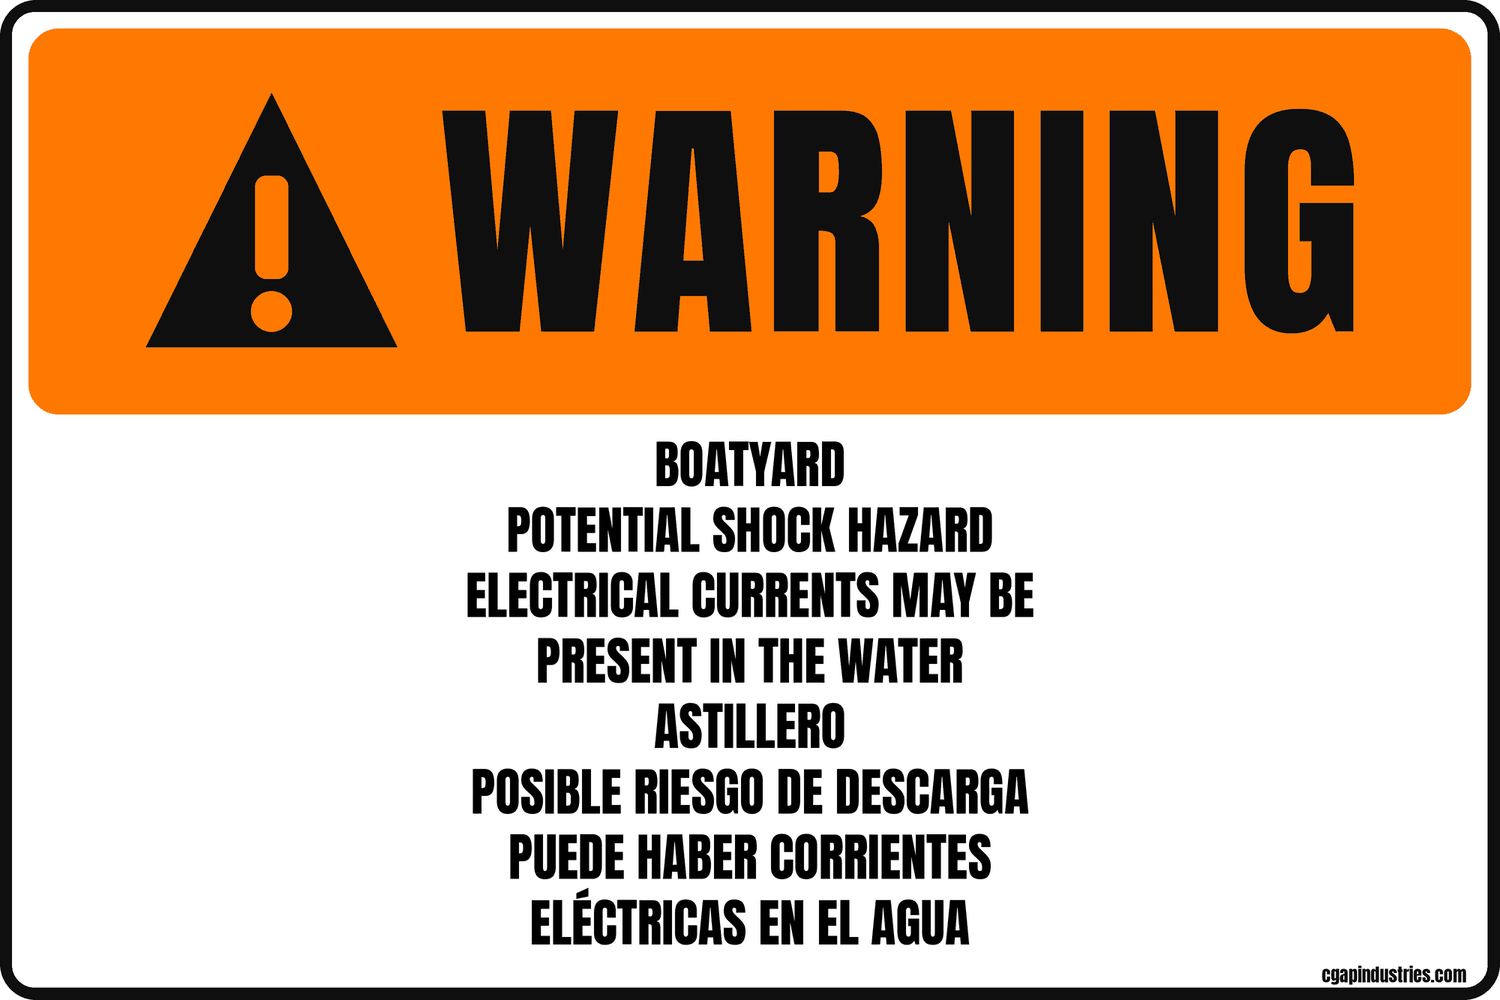 WARNING
BOATYARD
POTENTIAL SHOCK HAZARD
ELECTRICAL CURRENTS MAY BE
PRESENT IN THE WATER
ASTILLERO
POSIBLE RIESGO DE DESCARGA
PUEDE HABER CORRIENTES
ELÉCTRICAS EN EL AGUA
cgapindustries.com